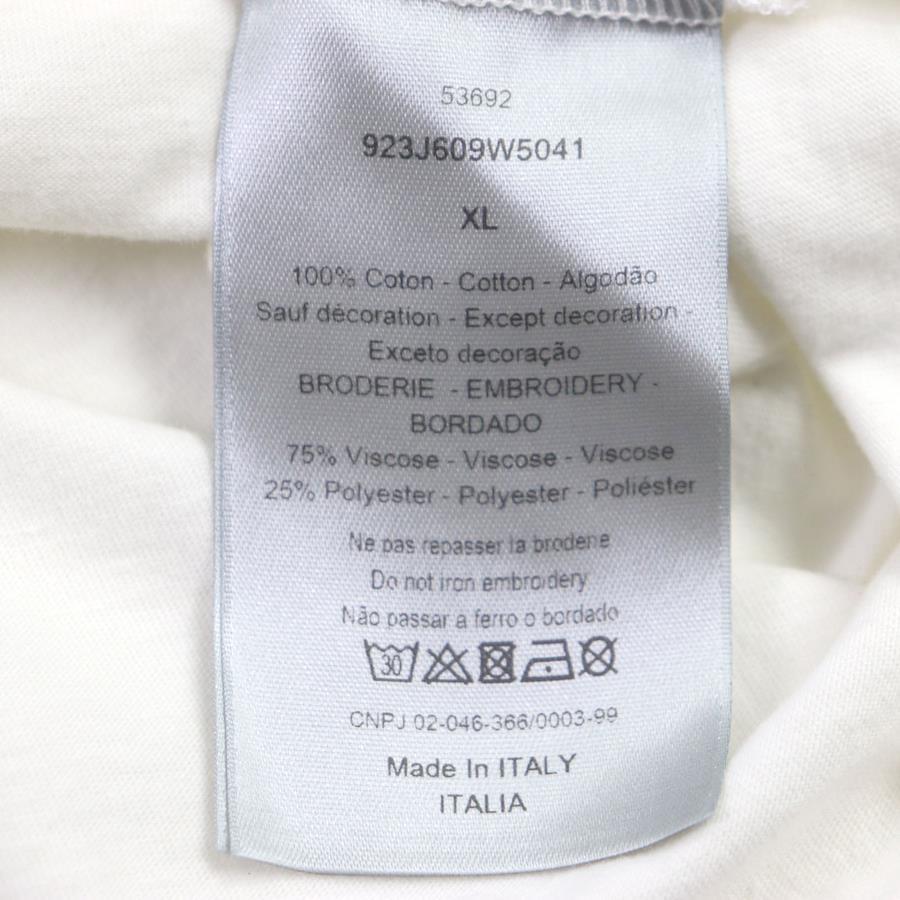 53692
923J609W5041
XL
100% Coton - Cotton - Algodão
Sauf décoration - Except decoration -
Exceto decoração
BRODERIE - EMBROIDERY -
BORDADO
75% Viscose - Viscose - Viscose
25% Polyester - Polyester - Poliéster
Ne pas repasser la broderie
Do not iron embroidery
Não passar a ferro o bordado
30
CNPJ 02-046-366/0003-99
Made In ITALY
ITALIA